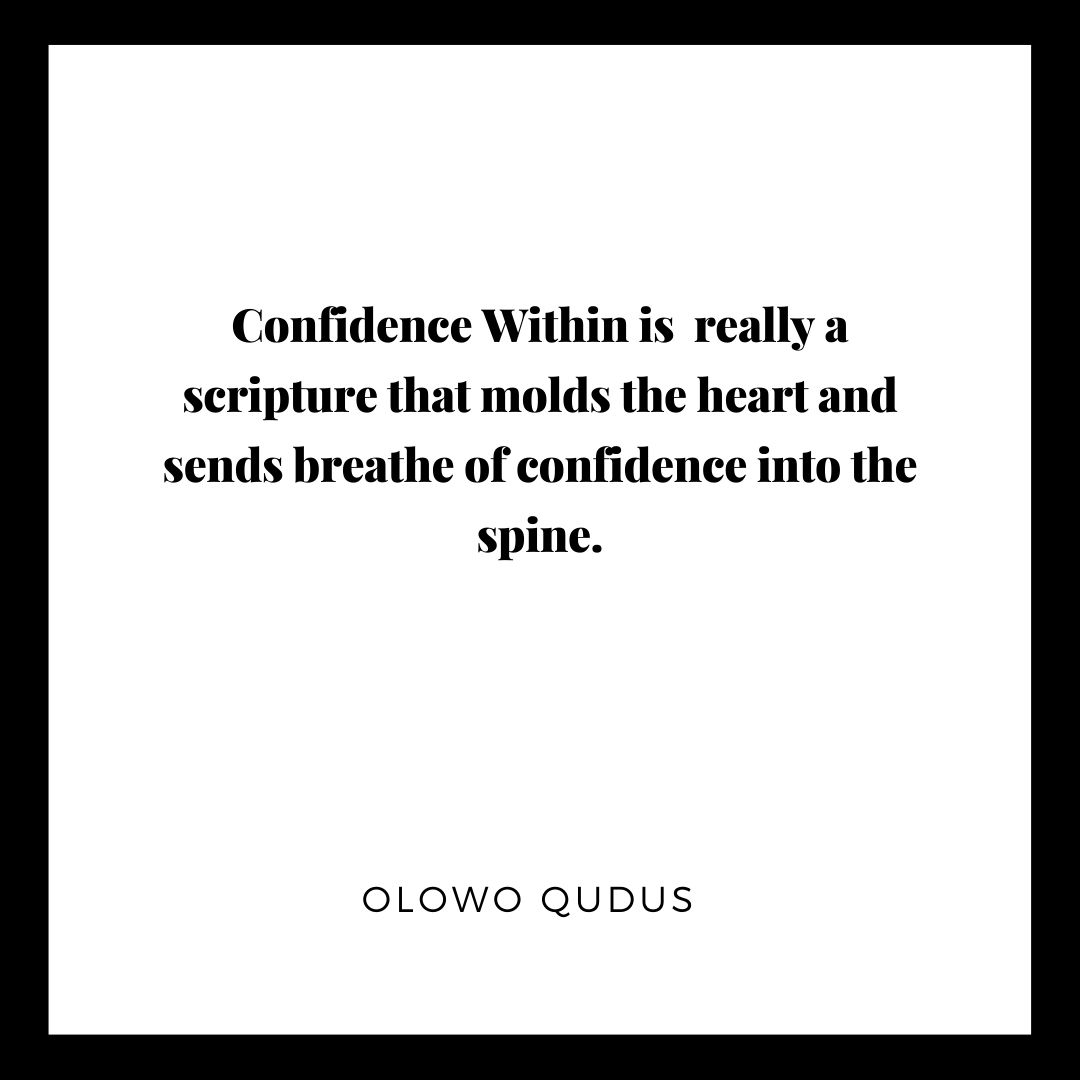 Confidence Within is  really a
scripture that molds the heart and
sends breathe of confidence into the
spine.
OLOWO QUDUS